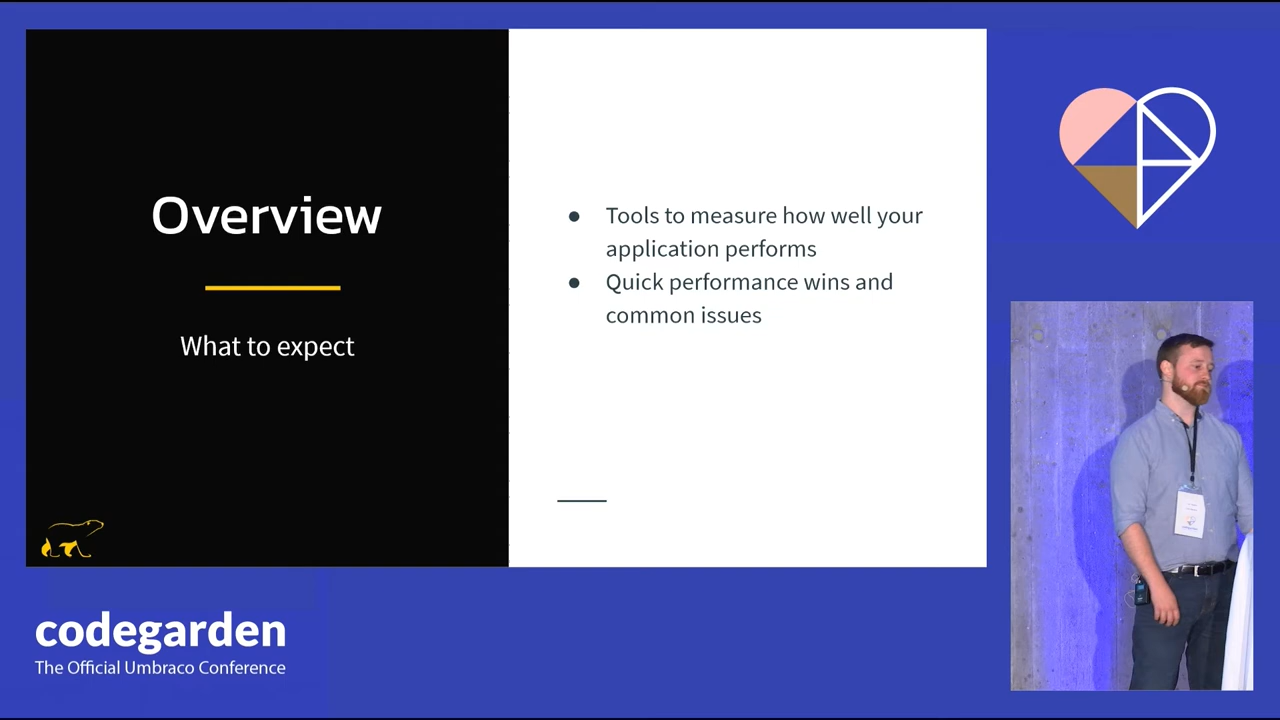 Overview
What to expect
● Tools to measure how well your
application performs
● Quick performance wins and
common issues
codegarden
The Official Umbraco Conference